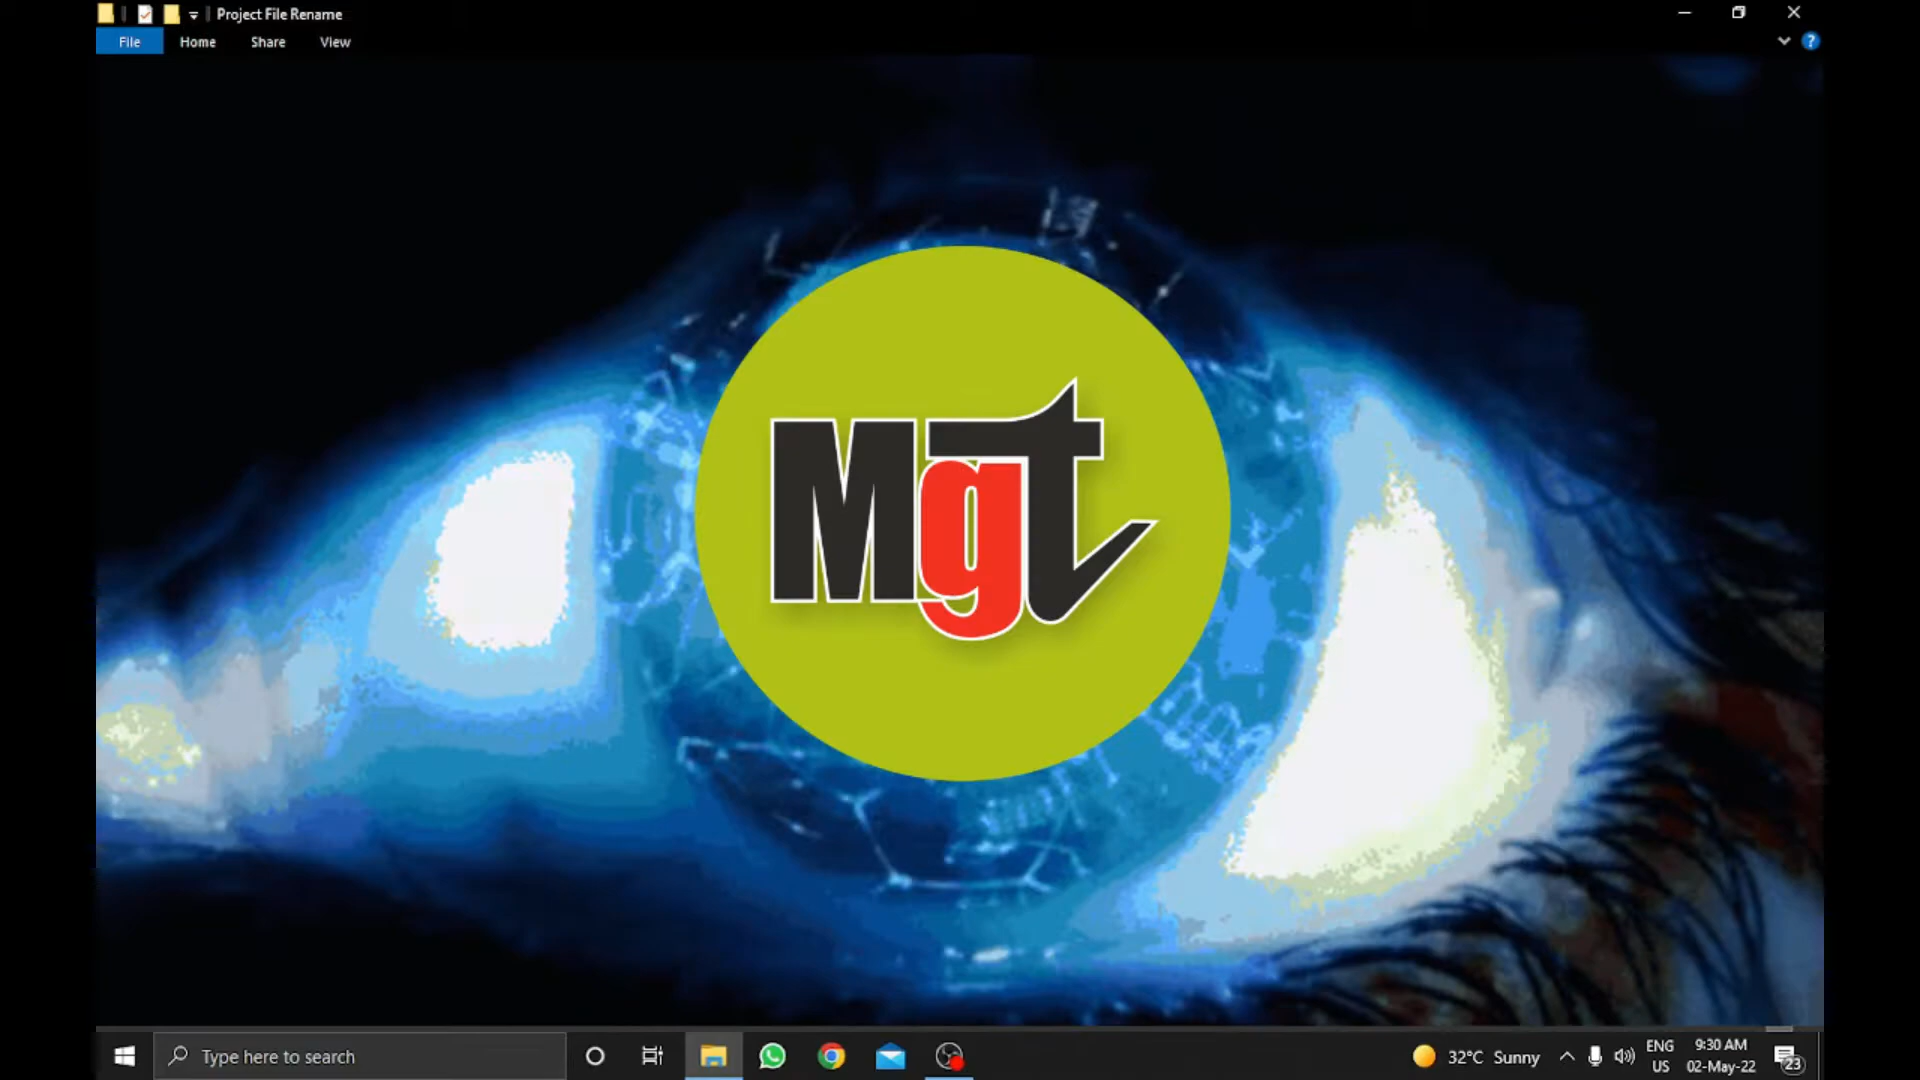 Project File Rename
File Home Share View
Mgt
Type here to search
32°C Sunny
ENG
US
9:30 AM
02-May-22
23